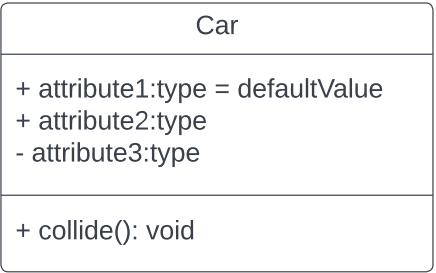 Car
+ attribute1:type = defaultValue
+ attribute2:type
- attribute3:type
+ collide(): void